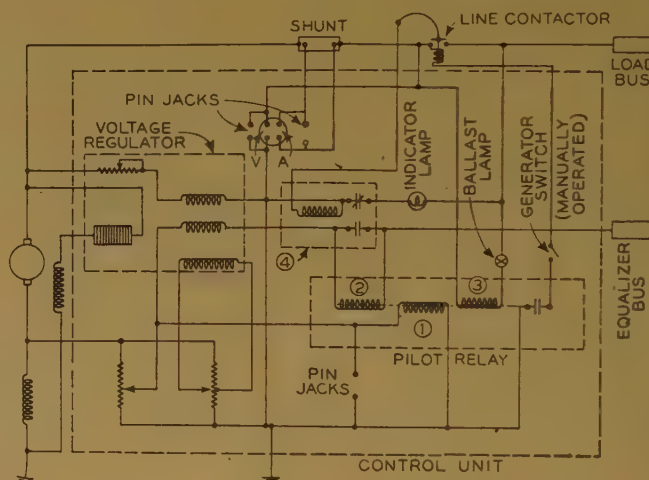 SHUNT
LINE CONTACTOR
LOAD
BUS
PIN JACKS
VOLTAGE
REGULATOR
V A
INDICATOR
LAMP
BALLAST
LAMP
GENERATOR
SWITCH
(MANUALLY
OPERATED)
④
②
③
①
EQUALIZER
BUS
PILOT RELAY
PIN
JACKS
CONTROL UNIT